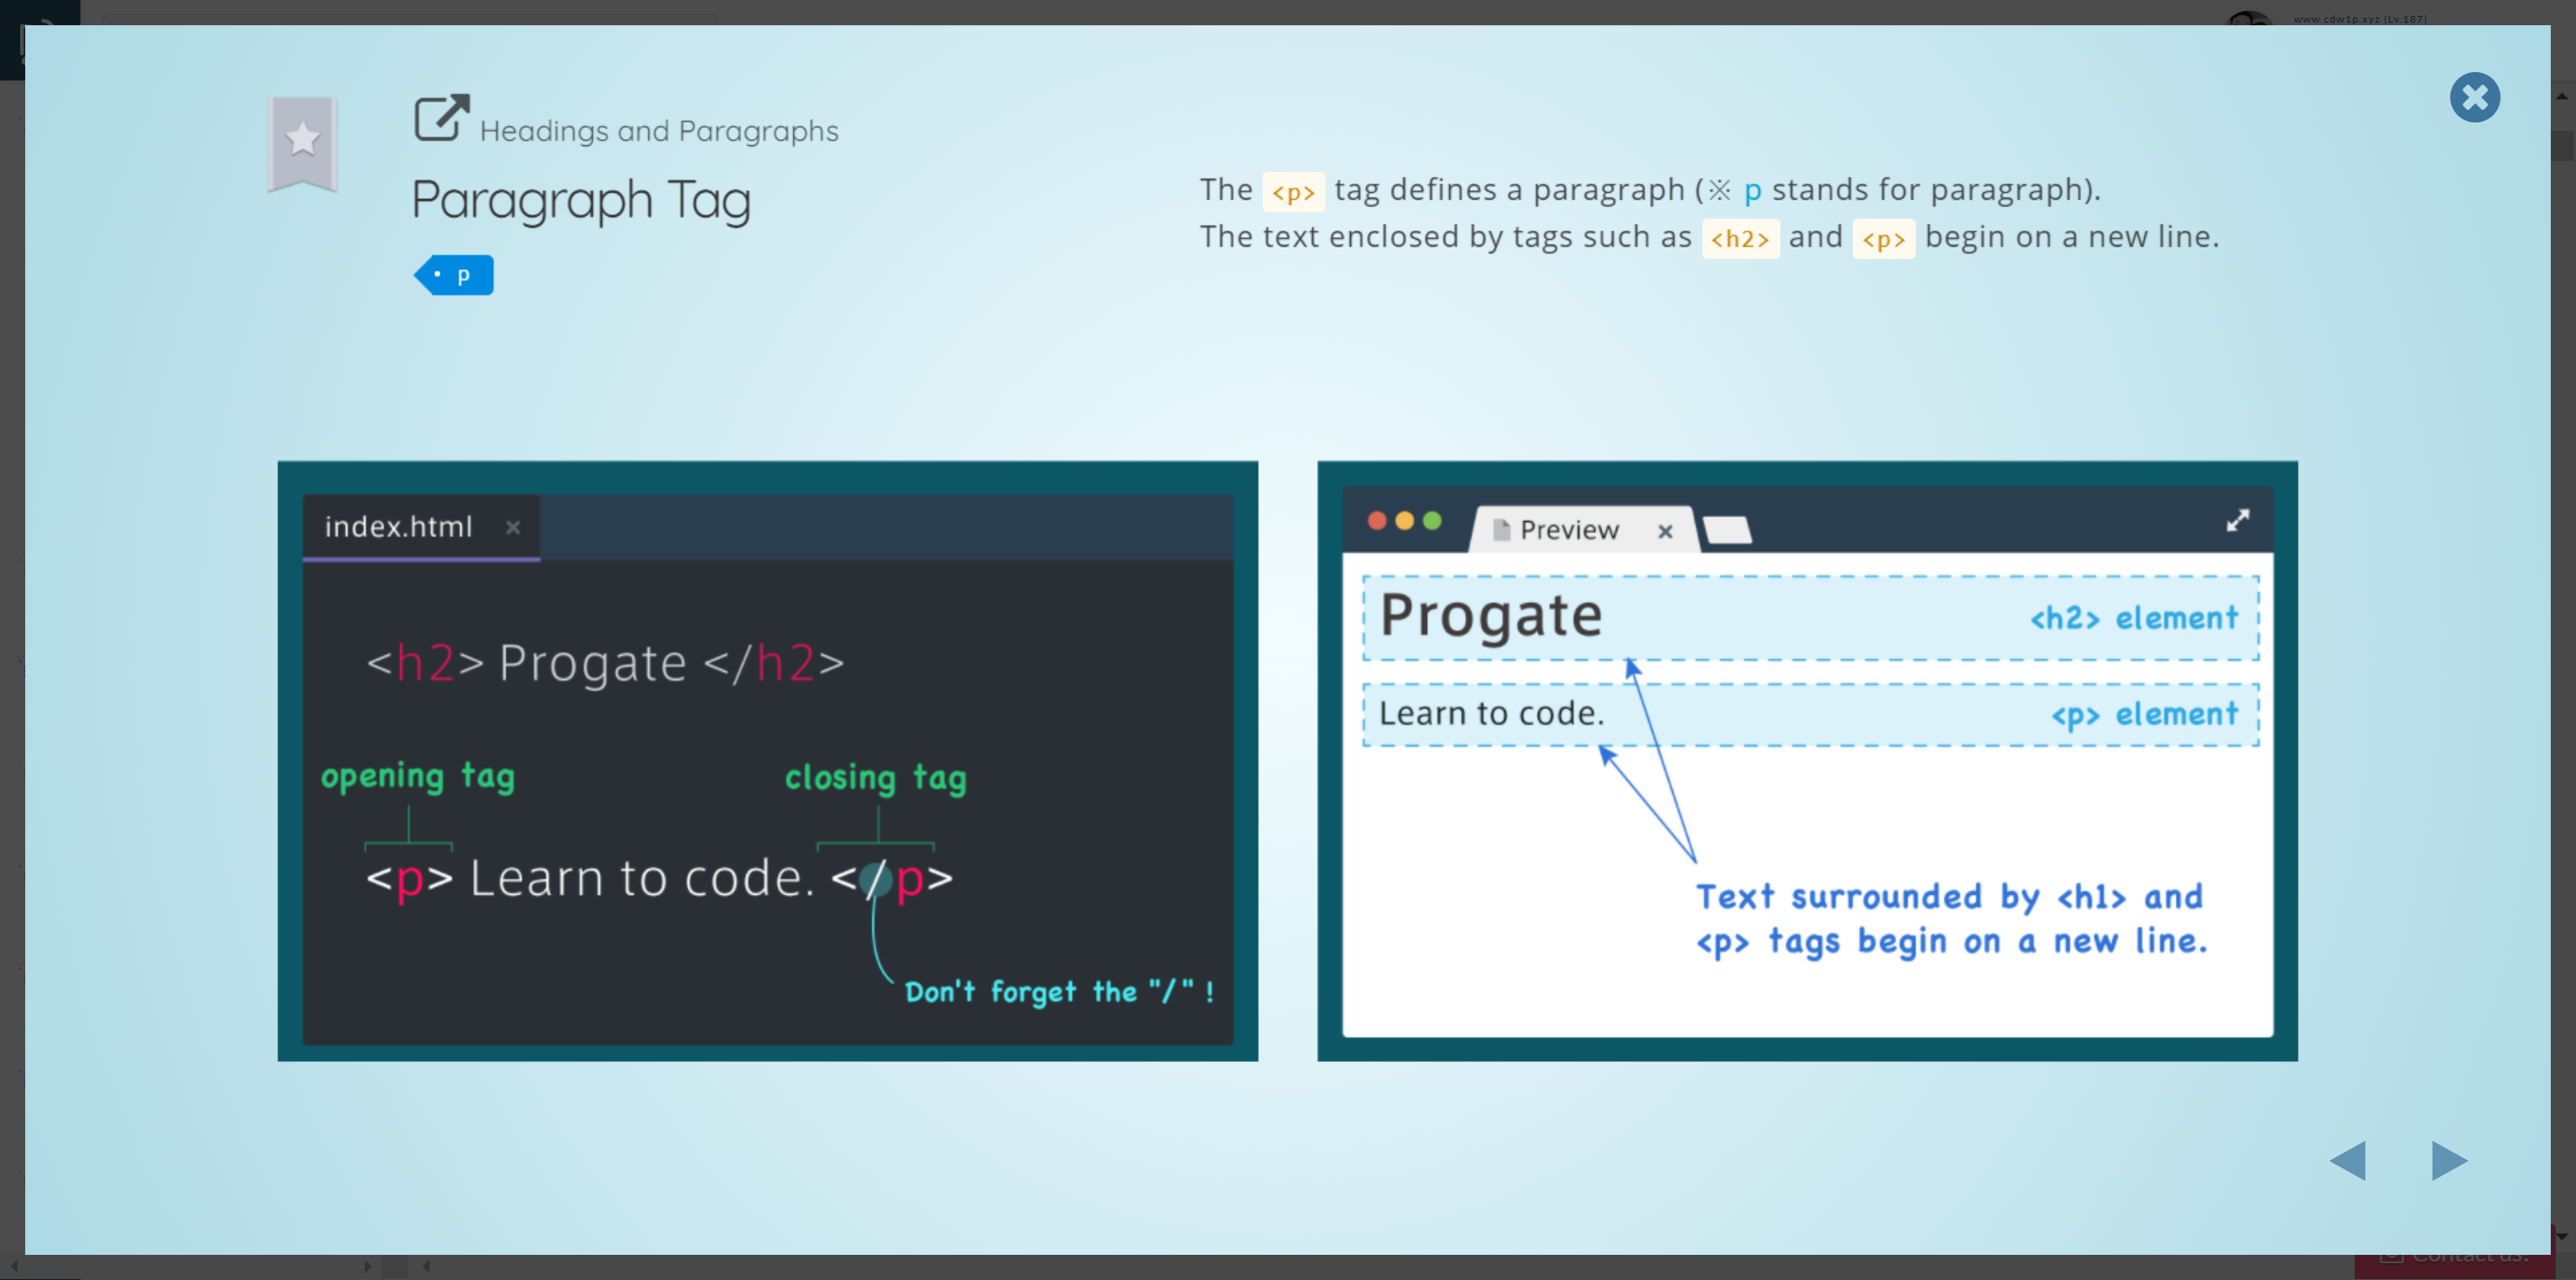 www.cdw1p.xyz (Lv.187)
Headings and Paragraphs
Paragraph Tag
p
The <p> tag defines a paragraph (※ p stands for paragraph).
The text enclosed by tags such as <h2> and <p> begin on a new line.
index.html
<h2> Progate </h2>
opening tag
closing tag
<p> Learn to code. </p>
Don't forget the "/" !
Preview
Progate
<h2> element
Learn to code.
<p> element
Text surrounded by <h1> and
<p> tags begin on a new line.
Contact us!